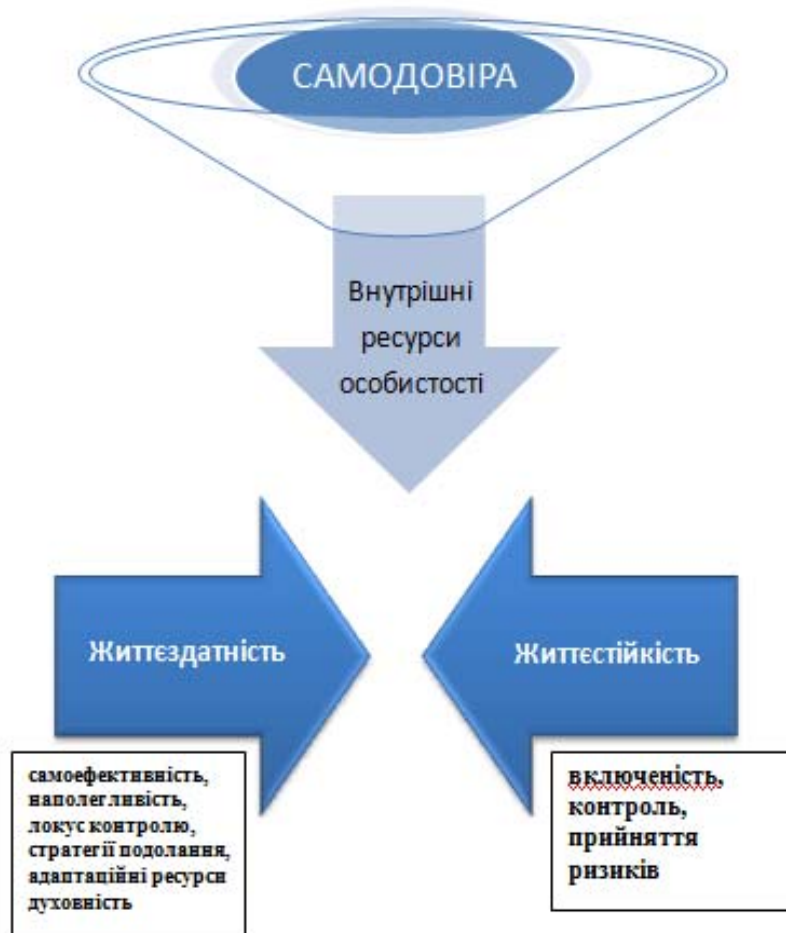 САМОДОВІРА
Внутрішні
ресурси
особистості
Життєздатність
Життєстійкість
самоефективність,
наполегливість,
локус контролю,
стратегії подолання,
адаптаційні ресурси
духовність
включеність,
контроль,
прийняття
ризиків